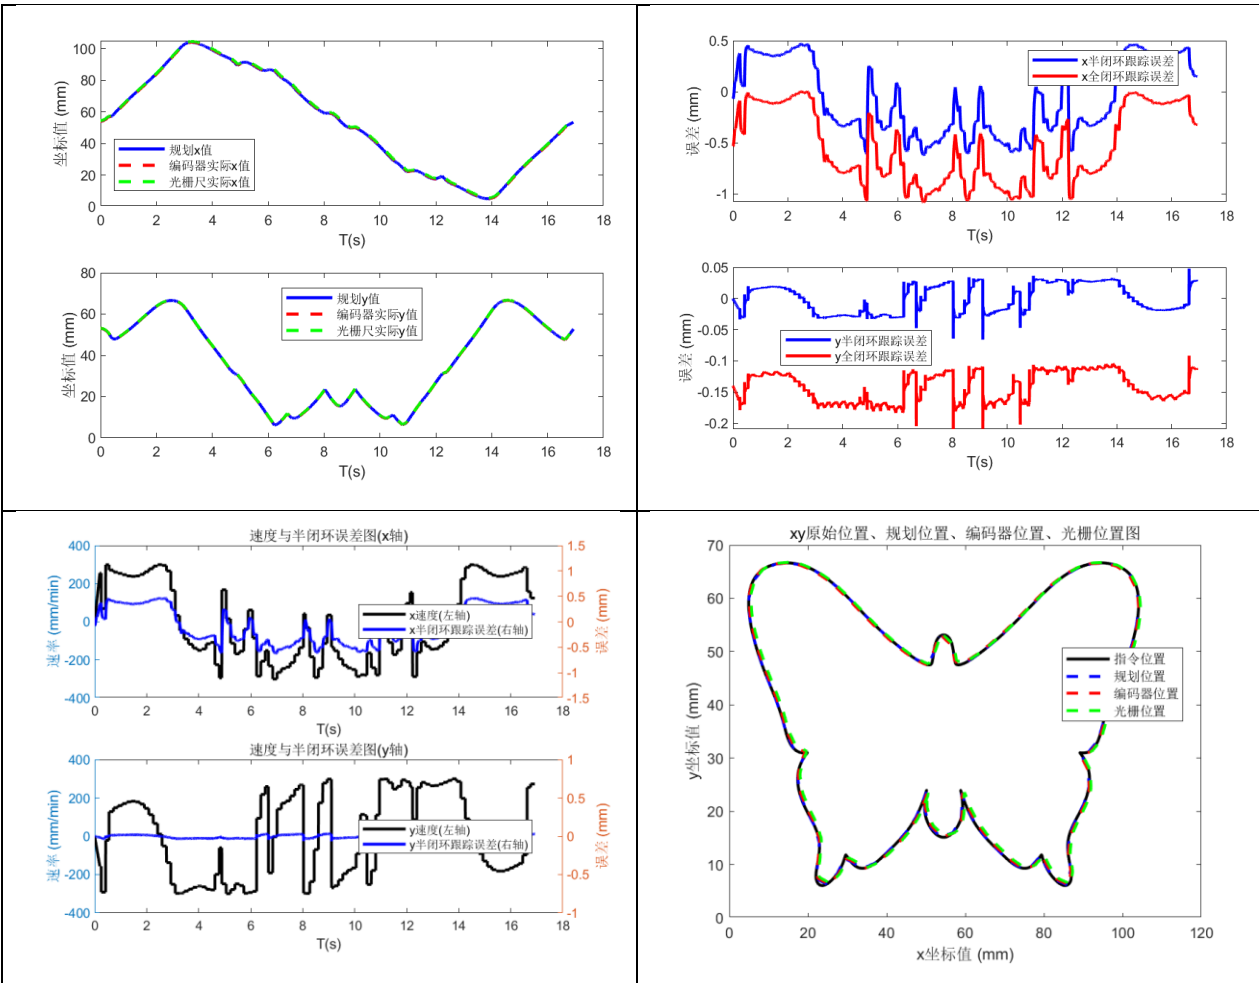 100
80
60
40
20
0
0 2 4 6 8 10 12 14 16 18
坐标值 (mm)
T(s)
规划x值
编码器实际x值
光栅尺实际x值
80
60
40
20
0
0 2 4 6 8 10 12 14 16 18
坐标值 (mm)
T(s)
规划y值
编码器实际y值
光栅尺实际y值
0.5
0
-0.5
-1
0 2 4 6 8 10 12 14 16 18
误差 (mm)
T(s)
x半闭环跟踪误差
x全闭环跟踪误差
0.05
0
-0.05
-0.1
-0.15
-0.2
0 2 4 6 8 10 12 14 16 18
误差 (mm)
T(s)
y半闭环跟踪误差
y全闭环跟踪误差
速度与半闭环误差图(x轴)
400
200
0
-200
-400
速率 (mm/min)
1.5
1
0.5
0
-0.5
-1
-1.5
误差 (mm)
0 2 4 6 8 10 12 14 16 18
T(s)
x速度(左轴)
x半闭环跟踪误差(右轴)
速度与半闭环误差图(y轴)
400
200
0
-200
-400
速率 (mm/min)
1
0.5
0
-0.5
-1
误差 (mm)
0 2 4 6 8 10 12 14 16 18
T(s)
y速度(左轴)
y半闭环跟踪误差(右轴)
xy原始位置、规划位置、编码器位置、光栅位置图
70
60
50
40
30
20
10
0
y坐标值 (mm)
0 20 40 60 80 100 120
x坐标值 (mm)
指令位置
规划位置
编码器位置
光栅位置